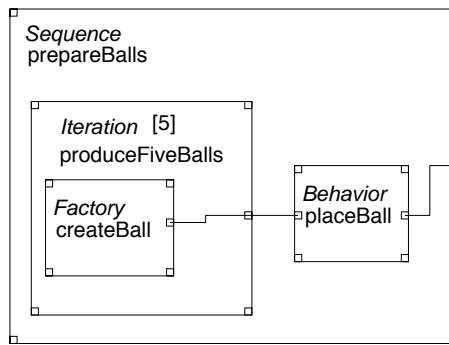 Sequence
prepareBalls
Iteration [5]
produceFiveBalls
Factory
createBall
Behavior
placeBall